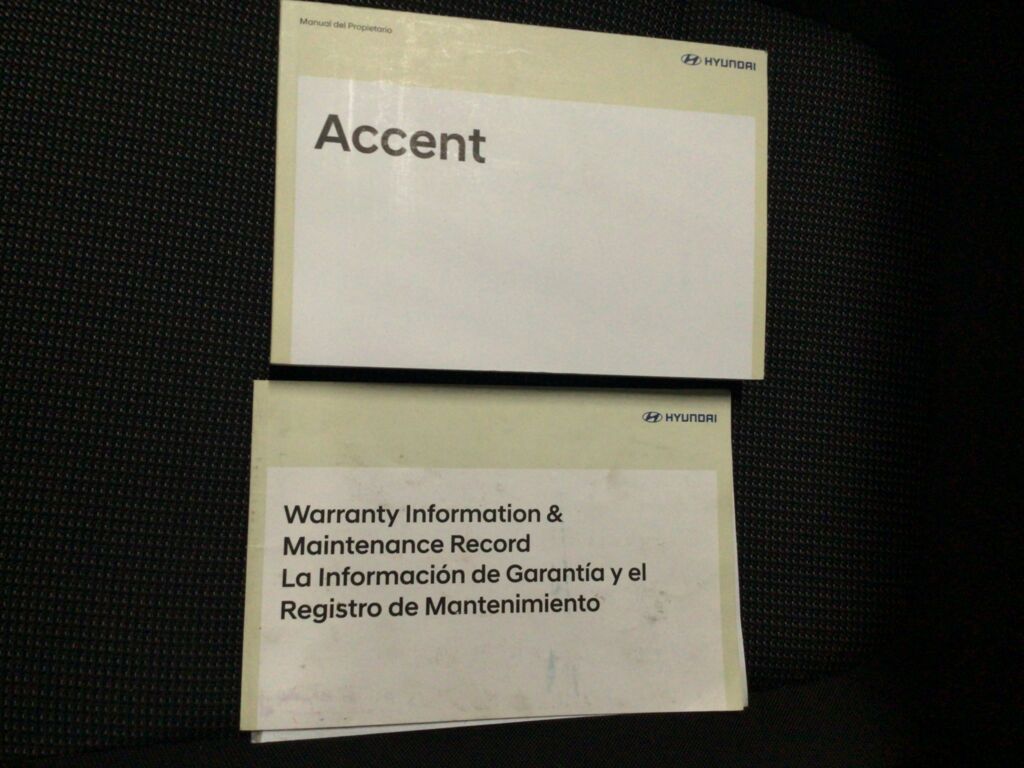 Manual del Propietario
HYUNDAI
Accent
HYUNDAI
Warranty Information &
Maintenance Record
La Información de Garantía y el
Registro de Mantenimiento